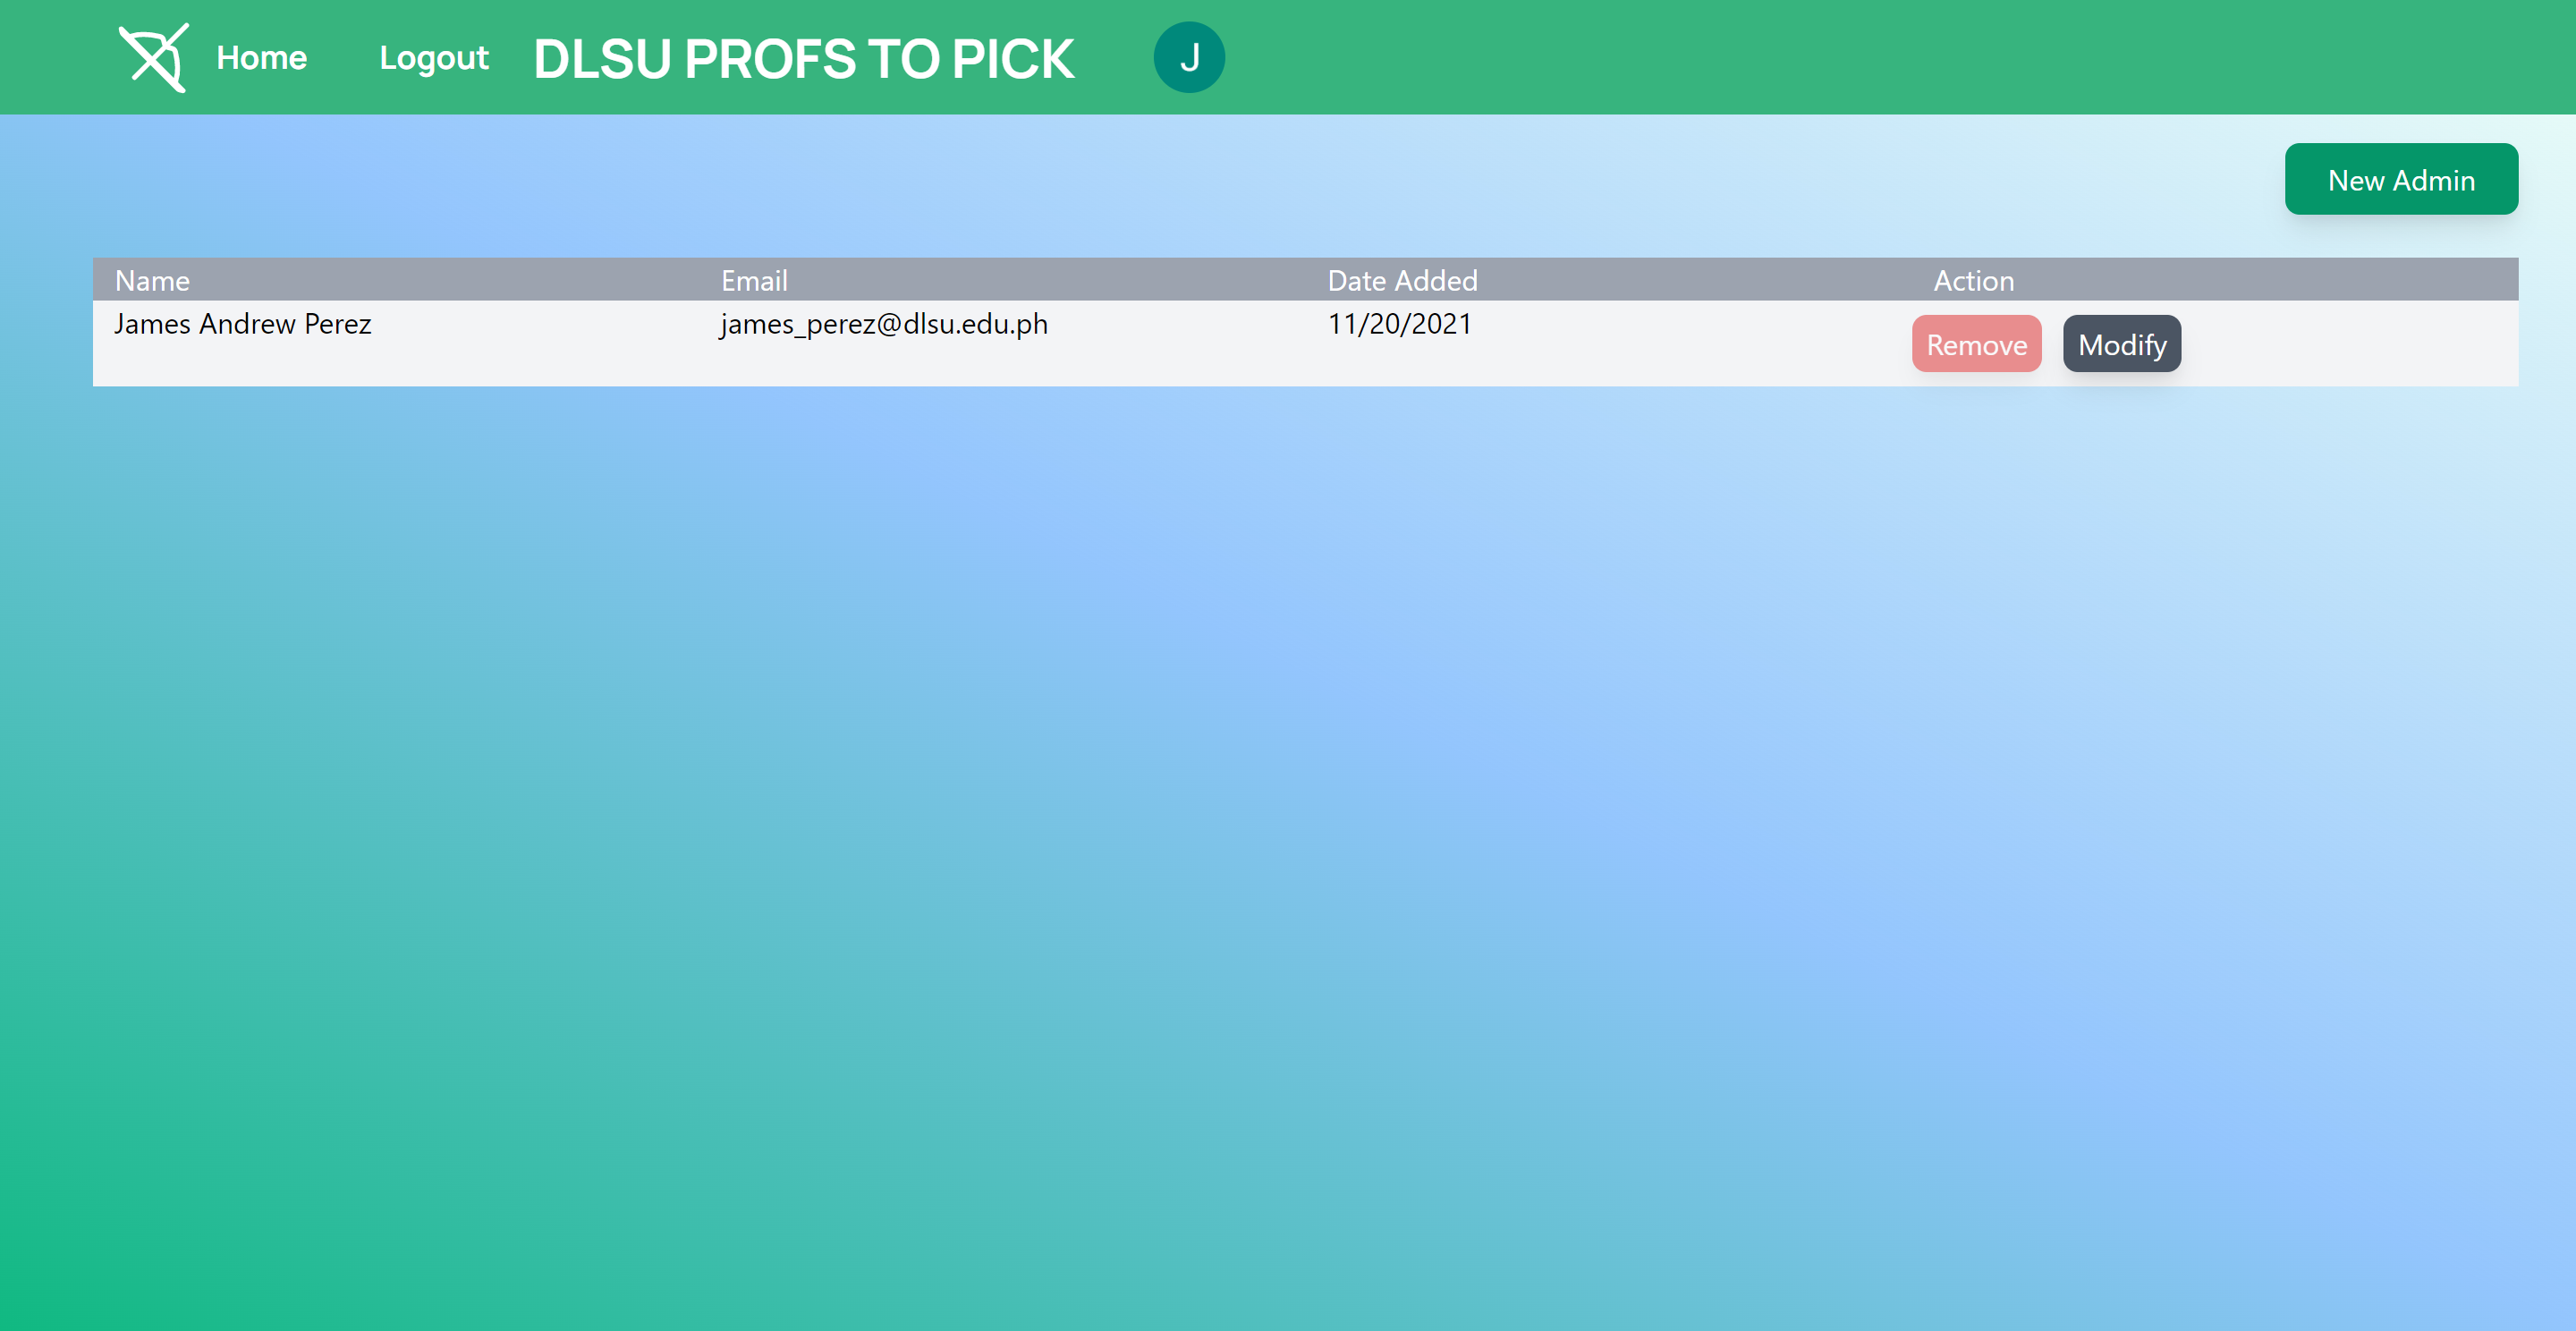 Home Logout DLSU PROFS TO PICK J
New Admin
Name Email Date Added Action
James Andrew Perez james_perez@dlsu.edu.ph 11/20/2021 Remove Modify